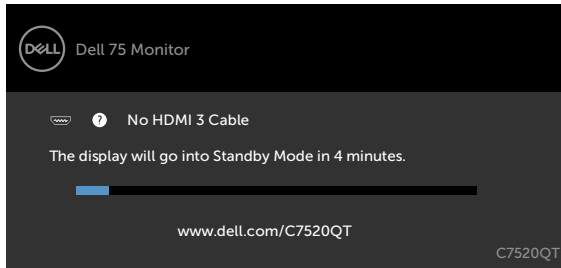 DELL
Dell 75 Monitor
? No HDMI 3 Cable
The display will go into Standby Mode in 4 minutes.
www.dell.com/C7520QT
C7520QT